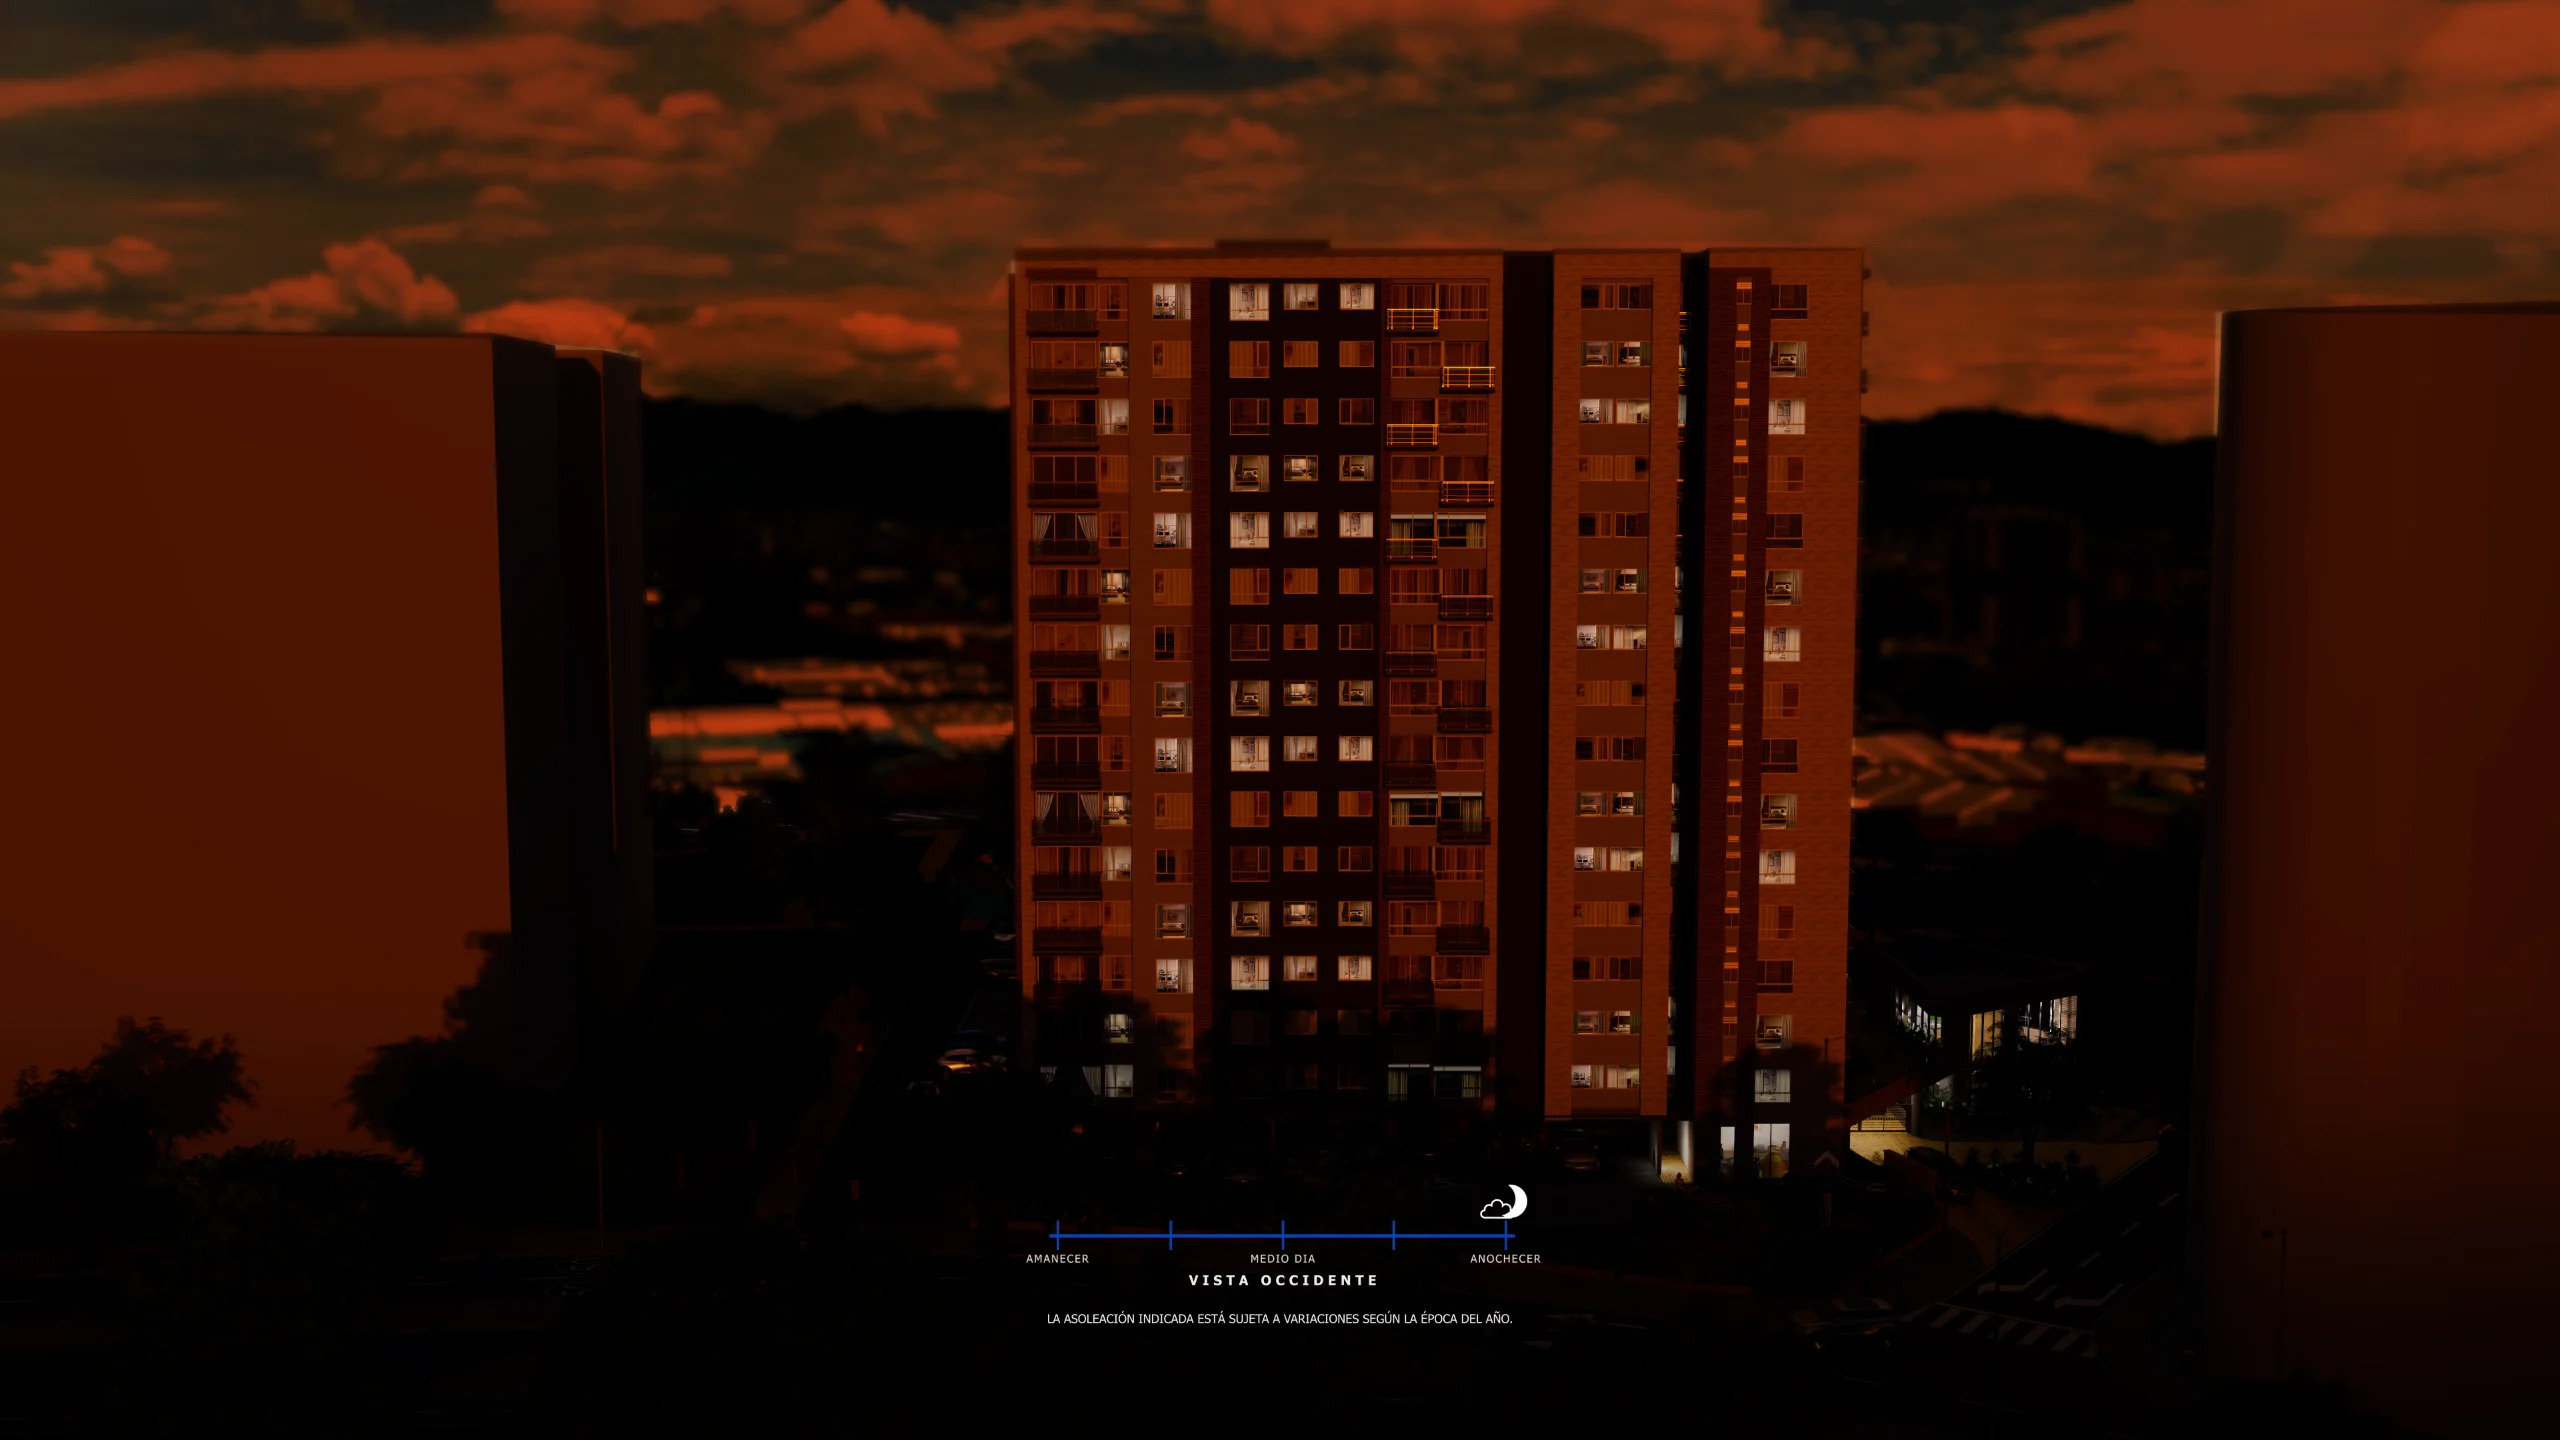 AMANECER MEDIO DIA ANOCHECER
VISTA OCCIDENTE
LA ASOLEACIÓN INDICADA ESTÁ SUJETA A VARIACIONES SEGÚN LA ÉPOCA DEL AÑO.